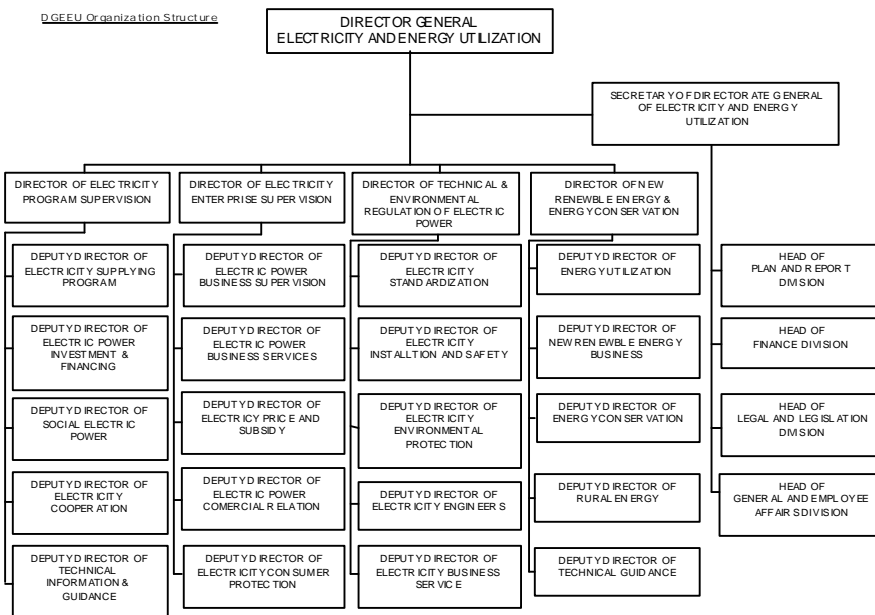 DGEEU Organization Structure
DIRECTOR GENERAL
ELECTRICITY AND ENERGY UTILIZATION
SECRETARY OF DIRECTORATE GENERAL
OF ELECTRICITY AND ENERGY
UTILIZATION
DIRECTOR OF ELECTRICITY
PROGRAM SUPERVISION
DIRECTOR OF ELECTRICITY
ENTERPRISE SUPERVISION
DIRECTOR OF TECHNICAL &
ENVIRONMENTAL
REGULATION OF ELECTRIC
POWER
DIRECTOR OF NEW
RENEWBLE ENERGY &
ENERGY CONSERVATION
DEPUTY DIRECTOR OF
ELECTRICITY SUPPLYING
PROGRAM
DEPUTY DIRECTOR OF
ELECTRIC POWER
BUSINESS SUPERVISION
DEPUTY DIRECTOR OF
ELECTRICITY
STANDARDIZATION
DEPUTY DIRECTOR OF
ENERGY UTILIZATION
HEAD OF
PLAN AND REPORT
DIVISION
DEPUTY DIRECTOR OF
ELECTRIC POWER
INVESTMENT &
FINANCING
DEPUTY DIRECTOR OF
ELECTRIC POWER
BUSINESS SERVICES
DEPUTY DIRECTOR OF
ELECTRICITY
INSTALLTION AND SAFETY
DEPUTY DIRECTOR OF
NEW RENEWBLE ENERGY
BUSINESS
HEAD OF
FINANCE DIVISION
DEPUTY DIRECTOR OF
SOCIAL ELECTRIC
POWER
DEPUTY DIRECTOR OF
ELECTRICY PRICE AND
SUBSIDY
DEPUTY DIRECTOR OF
ELECTRICITY
ENVIRONMENTAL
PROTECTION
DEPUTY DIRECTOR OF
ENERGY CONSERVATION
HEAD OF
LEGAL AND LEGISLATION
DIVISION
DEPUTY DIRECTOR OF
ELECTRICITY
COOPERATION
DEPUTY DIRECTOR OF
ELECTRIC POWER
COMERCIAL RELATION
DEPUTY DIRECTOR OF
ELECTRICITY ENGINEERS
DEPUTY DIRECTOR OF
RURAL ENERGY
HEAD OF
GENERAL AND EMPLOYEE
AFFAIRS DIVISION
DEPUTY DIRECTOR OF
TECHNICAL
INFORMATION &
GUIDANCE
DEPUTY DIRECTOR OF
ELECTRICITY CONSUMER
PROTECTION
DEPUTY DIRECTOR OF
ELECTRICITY BUSINESS
SERVICE
DEPUTY DIRECTOR OF
TECHNICAL GUIDANCE